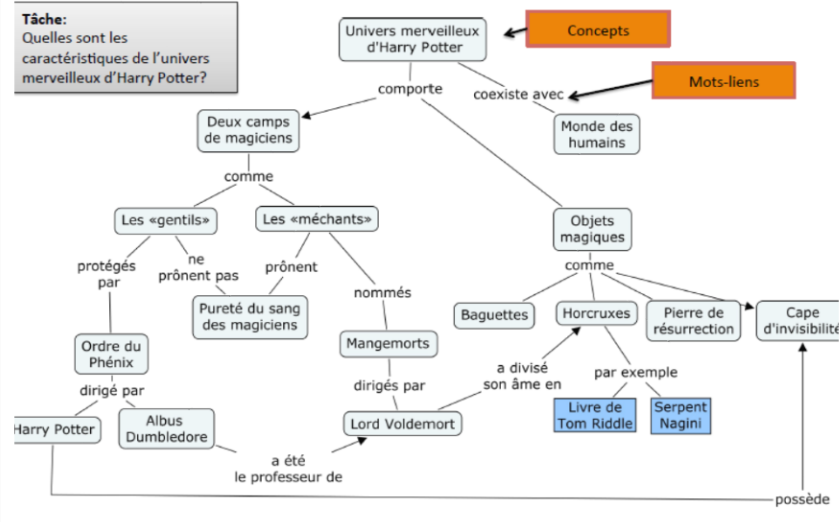 Tâche:
Quelles sont les
caractéristiques de l'univers
merveilleux d'Harry Potter?
Univers merveilleux
d'Harry Potter
Concepts
comporte
coexiste avec
Mots-liens
Deux camps
de magiciens
Monde des
humains
comme
Les «gentils»
Les «méchants»
Objets
magiques
protégés
par
ne
prônent pas
prônent
comme
nommés
Pureté du sang
des magiciens
Baguettes
Horcruxes
Pierre de
résurrection
Cape
d'invisibilité
Ordre du
Phénix
Mangemorts
dirigé par
dirigés par
a divisé
son âme en
par exemple
Harry Potter
Albus
Dumbledore
Lord Voldemort
Livre de
Tom Riddle
Serpent
Nagini
a été
le professeur de
possède